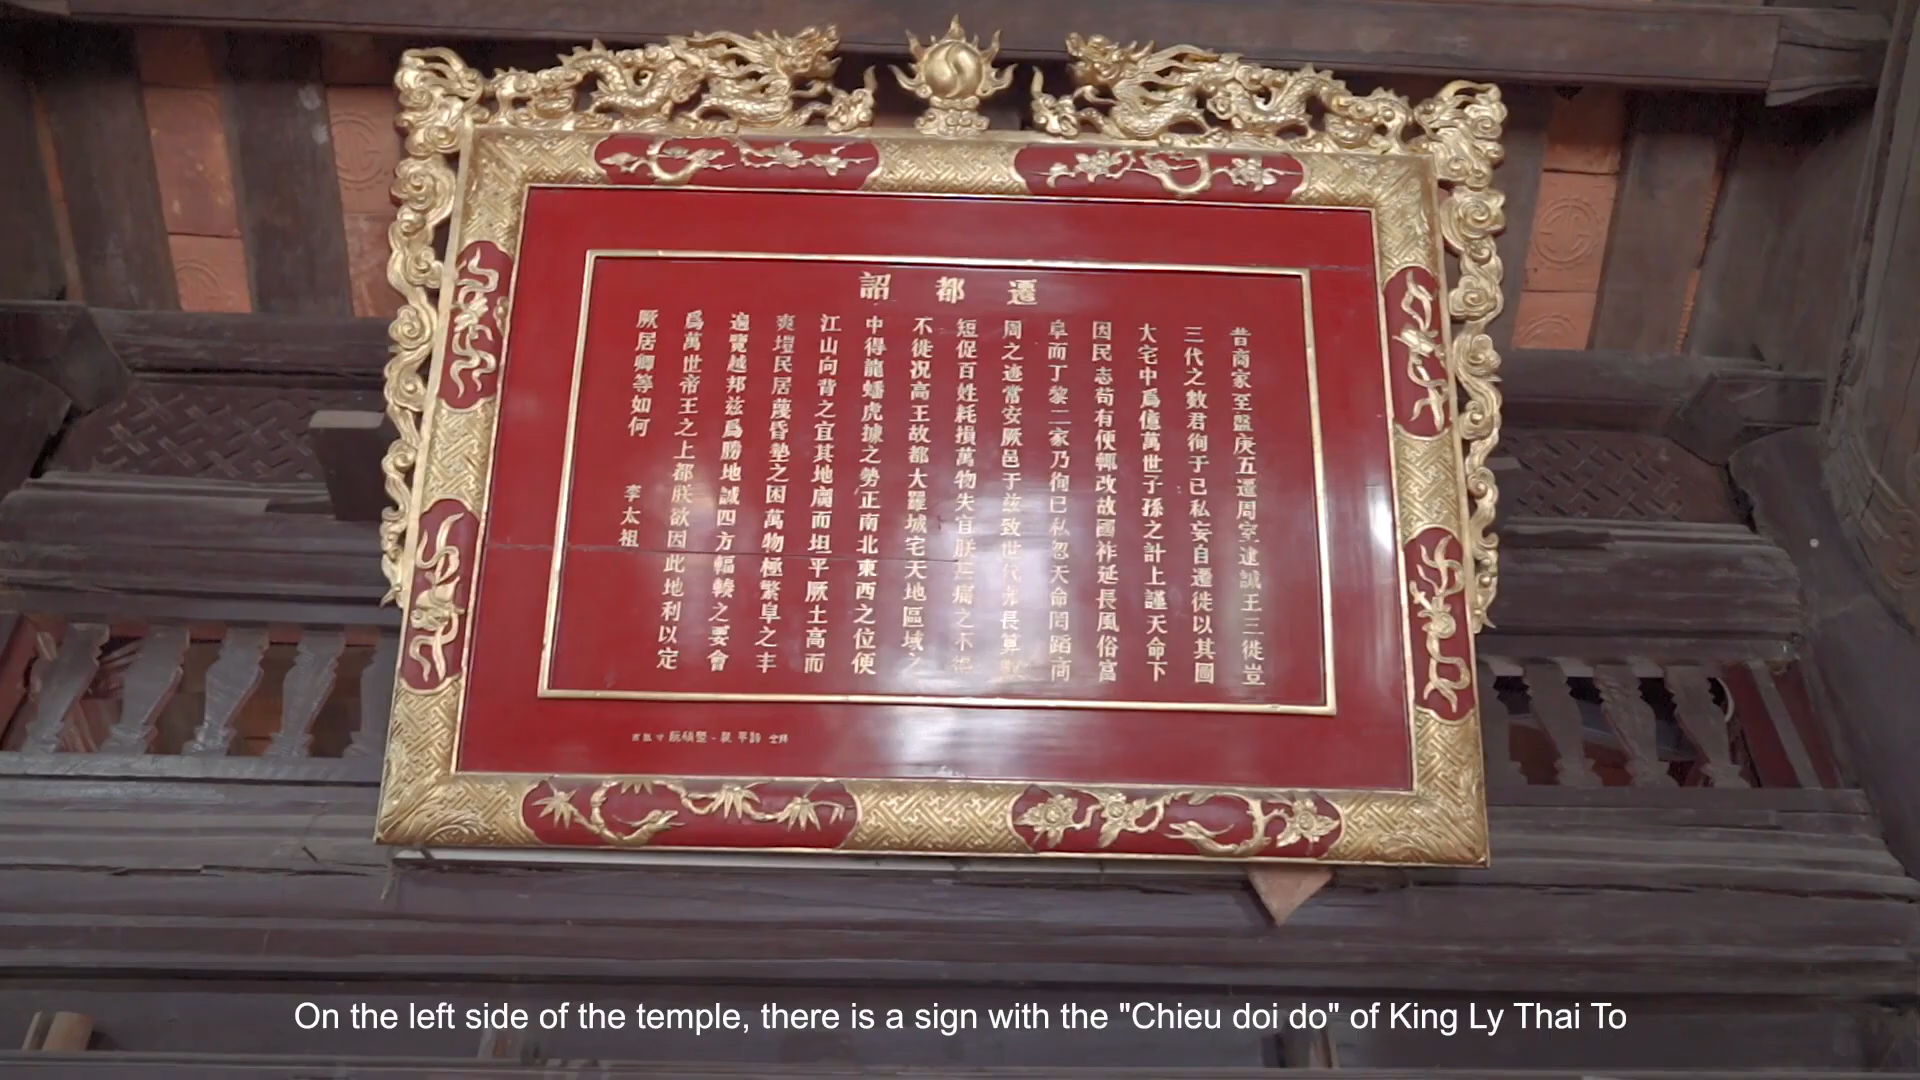 遷都詔
昔商家至盤庚五遷周室逮誠王三徙豈
三代之數君徇于己私妄自遷徙以其圖
大宅中爲億萬世子孫之計上謹天命下
因民志苟有便輒改故國祚延長風俗富
阜而丁黎二家乃徇己私忽天命罔蹈商
周之迹常安厥邑于茲致世代弗長算數
短促百姓耗損萬物失宜朕甚痛之不得
不徙況高王故都大羅城宅天地區域之
中得龍蟠虎據之勢正南北東西之位便
江山向背之宜其地廣而坦平厥土高而
爽塏民居蔑昏墊之困萬物極繁阜之丰
遍覽越邦茲爲勝地誠四方輻輳之要會
爲萬世帝王之上都朕欲因此地利以定
厥居卿等如何
李太祖
On the left side of the temple, there is a sign with the "Chieu doi do" of King Ly Thai To